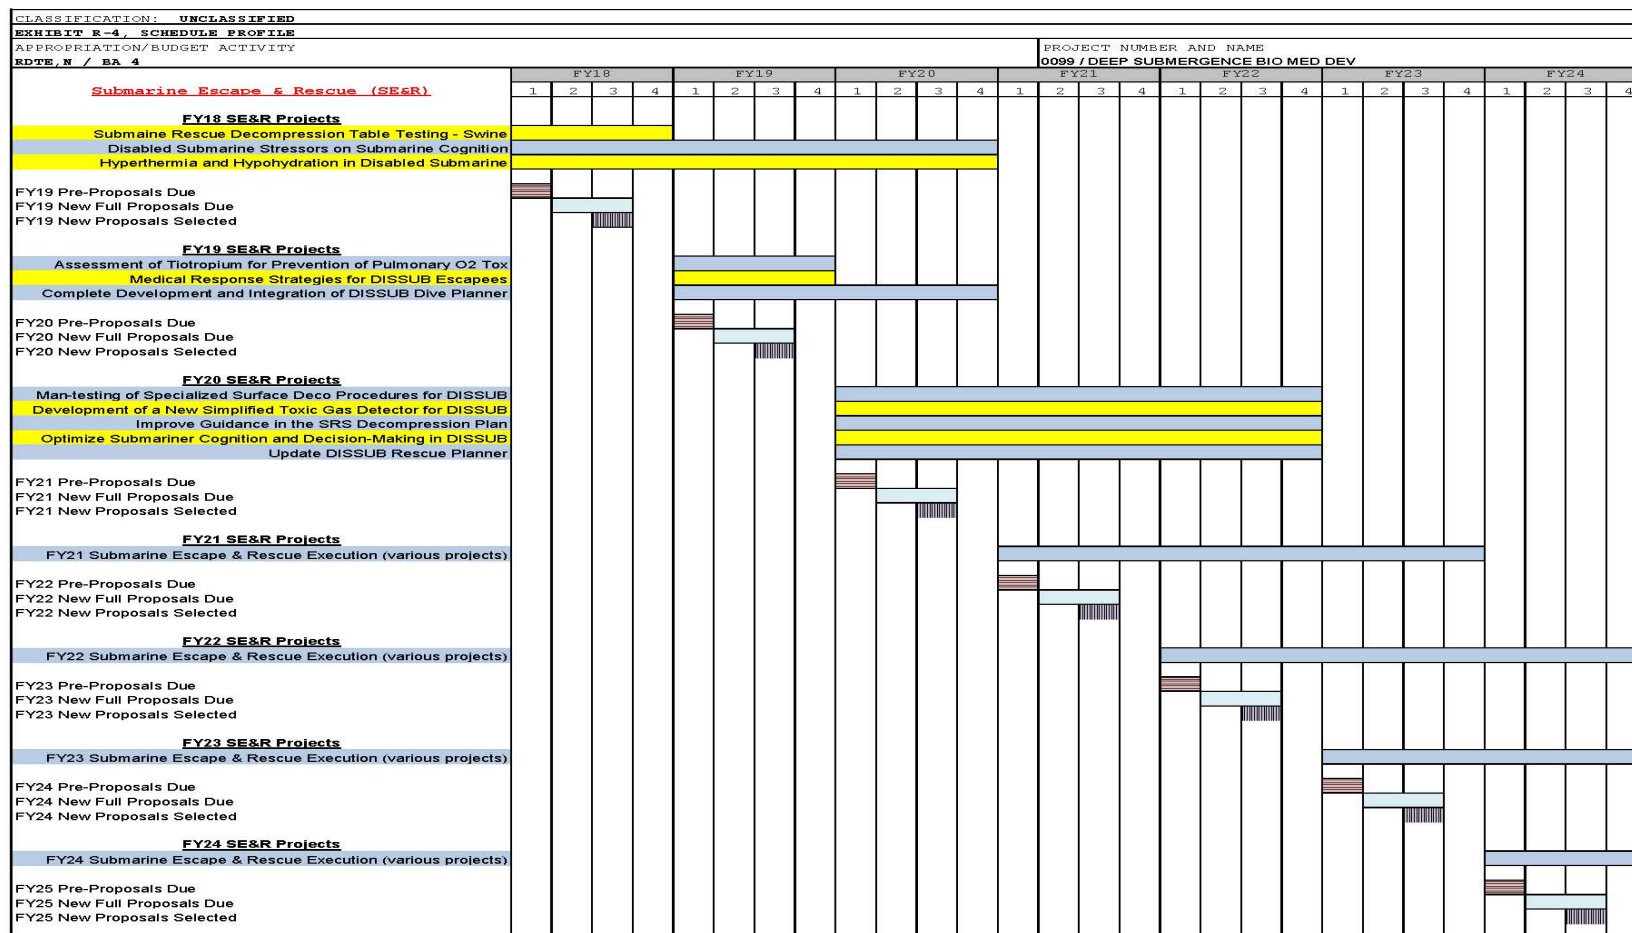 CLASSIFICATION: UNCLASSIFIED
EXHIBIT R-4, SCHEDULE PROFILE
APPROPRIATION/BUDGET ACTIVITY PROJECT NUMBER AND NAME
RDTE,N / BA 4 0099 / DEEP SUBMERGENCE BIO MED DEV
FY18 FY19 FY20 FY21 FY22 FY23 FY24
Submarine Escape & Rescue (SE&R) 1 2 3 4 1 2 3 4 1 2 3 4 1 2 3 4 1 2 3 4 1 2 3 4 1 2 3 4
FY18 SE&R Projects
Submaine Rescue Decompression Table Testing - Swine
Disabled Submarine Stressors on Submarine Cognition
Hyperthermia and Hypohydration in Disabled Submarine
FY19 Pre-Proposals Due
FY19 New Full Proposals Due
FY19 New Proposals Selected
FY19 SE&R Projects
Assessment of Tiotropium for Prevention of Pulmonary O2 Tox
Medical Response Strategies for DISSUB Escapees
Complete Development and Integration of DISSUB Dive Planner
FY20 Pre-Proposals Due
FY20 New Full Proposals Due
FY20 New Proposals Selected
FY20 SE&R Projects
Man-testing of Specialized Surface Deco Procedures for DISSUB
Development of a New Simplified Toxic Gas Detector for DISSUB
Improve Guidance in the SRS Decompression Plan
Optimize Submariner Cognition and Decision-Making in DISSUB
Update DISSUB Rescue Planner
FY21 Pre-Proposals Due
FY21 New Full Proposals Due
FY21 New Proposals Selected
FY21 SE&R Projects
FY21 Submarine Escape & Rescue Execution (various projects)
FY22 Pre-Proposals Due
FY22 New Full Proposals Due
FY22 New Proposals Selected
FY22 SE&R Projects
FY22 Submarine Escape & Rescue Execution (various projects)
FY23 Pre-Proposals Due
FY23 New Full Proposals Due
FY23 New Proposals Selected
FY23 SE&R Projects
FY23 Submarine Escape & Rescue Execution (various projects)
FY24 Pre-Proposals Due
FY24 New Full Proposals Due
FY24 New Proposals Selected
FY24 SE&R Projects
FY24 Submarine Escape & Rescue Execution (various projects)
FY25 Pre-Proposals Due
FY25 New Full Proposals Due
FY25 New Proposals Selected